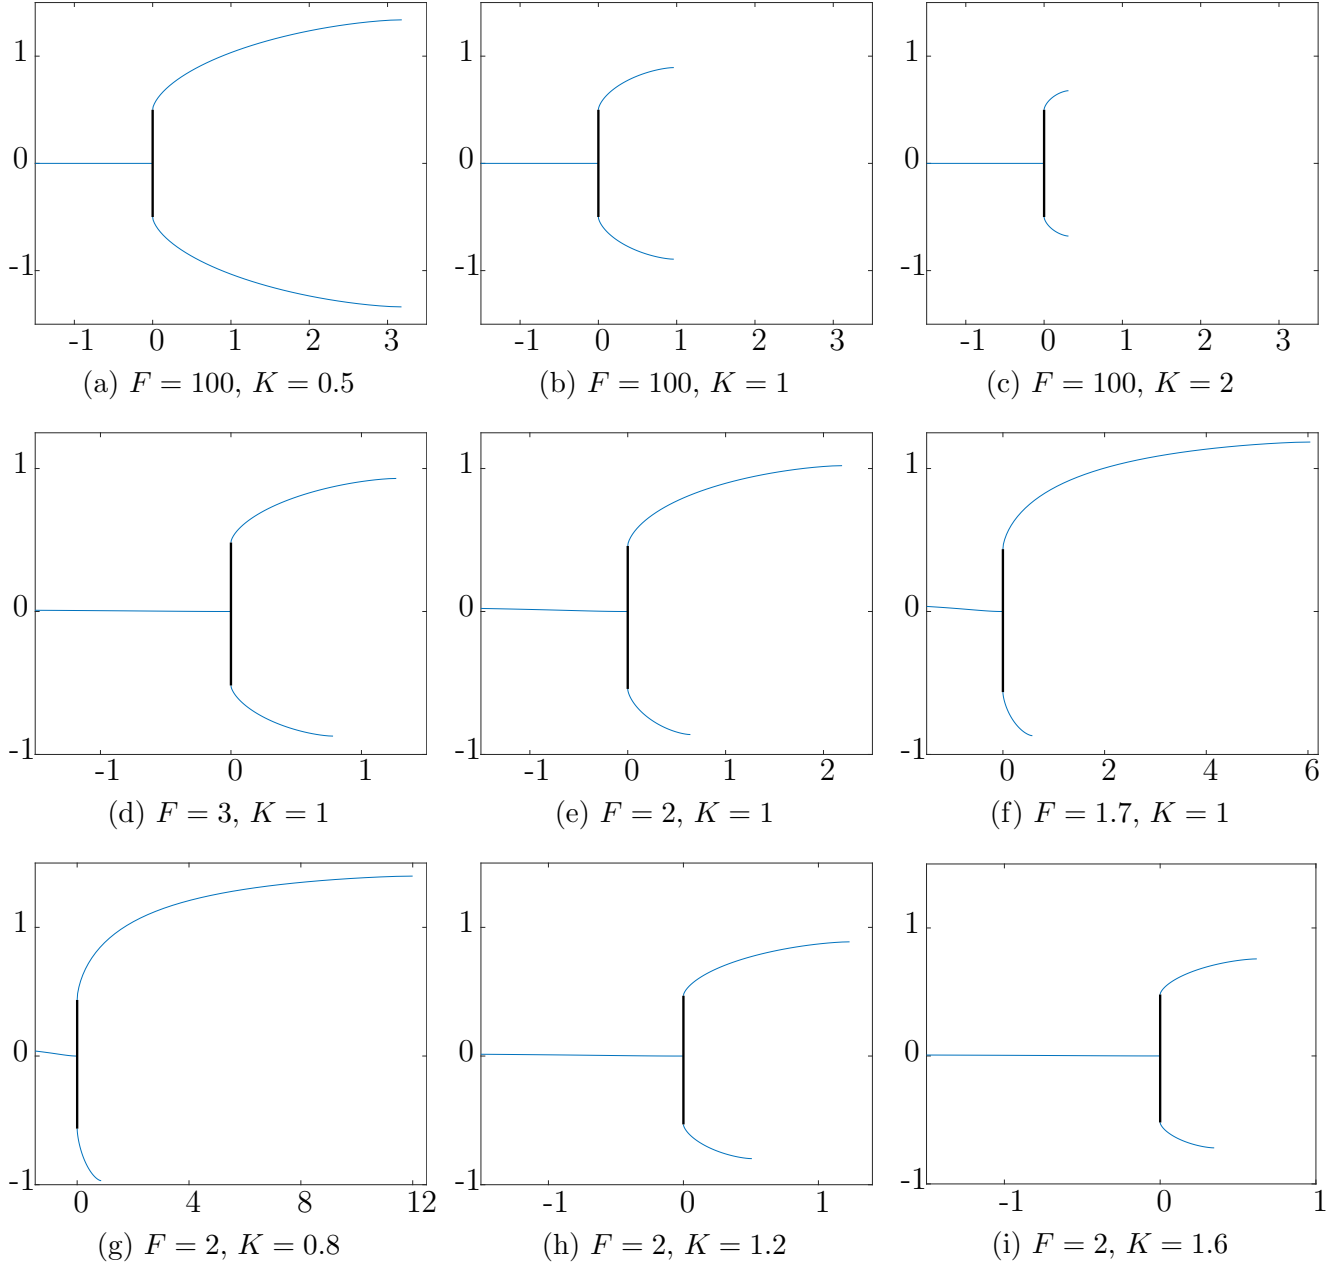 1
0
-1
-1 0 1 2 3
(a) F = 100, K = 0.5
1
0
-1
-1 0 1 2 3
(b) F = 100, K = 1
1
0
-1
-1 0 1 2 3
(c) F = 100, K = 2
1
0
-1
-1 0 1
(d) F = 3, K = 1
1
0
-1
-1 0 1 2
(e) F = 2, K = 1
1
0
-1
0 2 4 6
(f) F = 1.7, K = 1
1
0
-1
0 4 8 12
(g) F = 2, K = 0.8
1
0
-1
-1 0 1
(h) F = 2, K = 1.2
1
0
-1
-1 0 1
(i) F = 2, K = 1.6